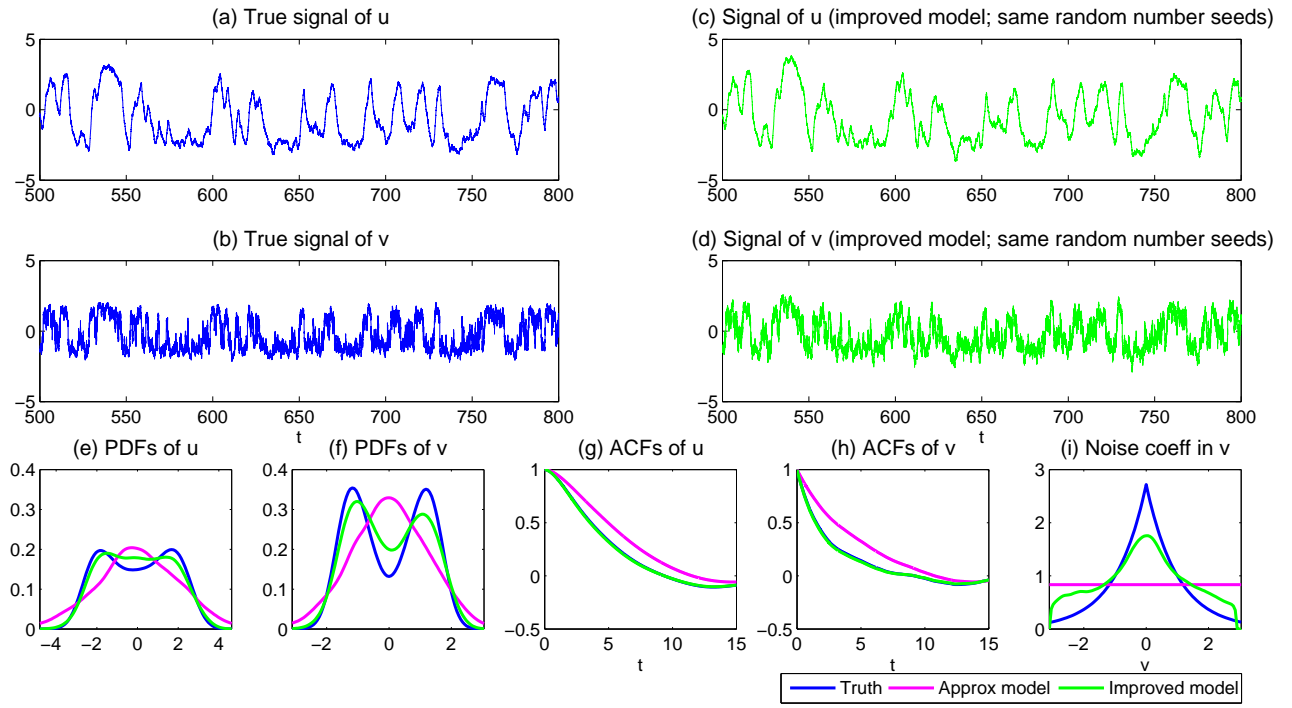 (a) True signal of u
5
0
−5
500 550 600 650 700 750 800
(c) Signal of u (improved model; same random number seeds)
5
0
−5
500 550 600 650 700 750 800
(b) True signal of v
5
0
−5
500 550 600 650 700 750 800
t
(d) Signal of v (improved model; same random number seeds)
5
0
−5
500 550 600 650 700 750 800
t
(e) PDFs of u
0.4
0.3
0.2
0.1
0
−4 −2 0 2 4
(f) PDFs of v
0.4
0.3
0.2
0.1
0
−2 0 2
(g) ACFs of u
1
0.5
0
−0.5
0 5 10 15
t
(h) ACFs of v
1
0.5
0
−0.5
0 5 10 15
t
(i) Noise coeff in v
3
2
1
0
−2 0 2
v
Truth
Approx model
Improved model